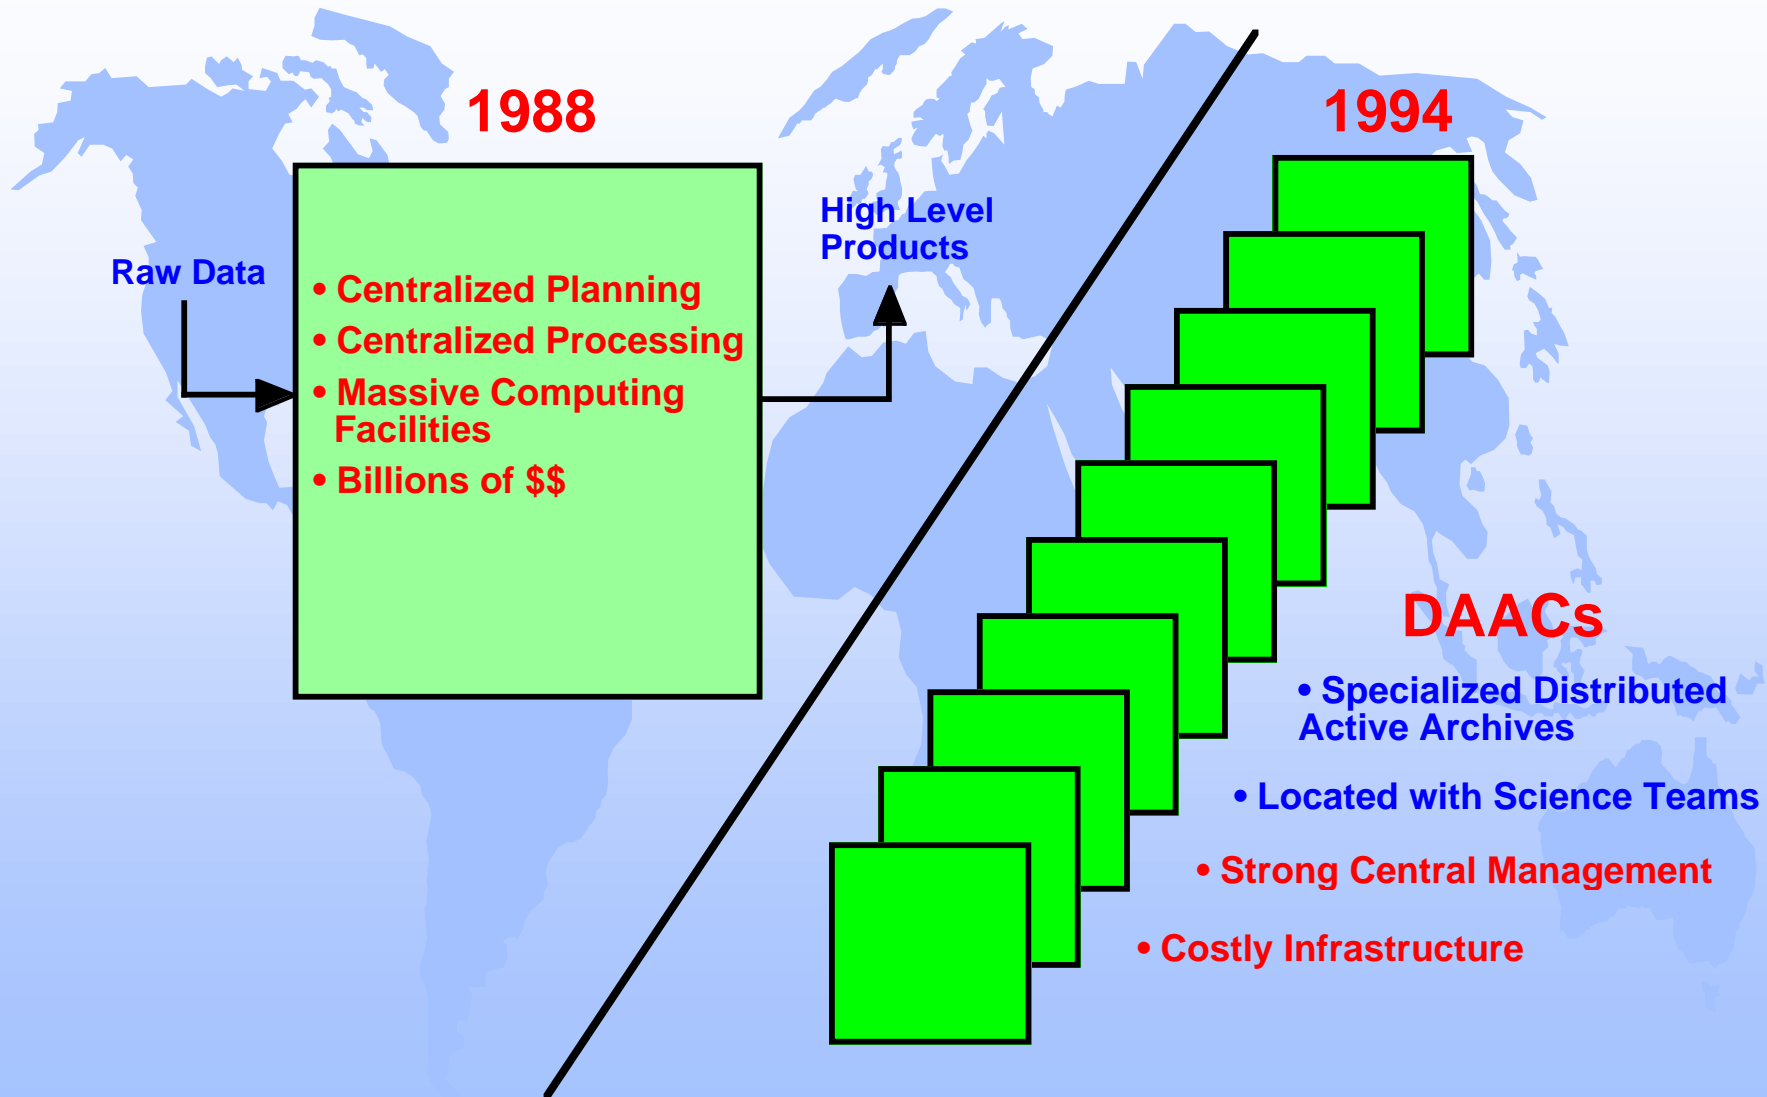 1988
Raw Data
• Centralized Planning
• Centralized Processing
• Massive Computing
Facilities
• Billions of $$
High Level
Products
1994
DAACs
• Specialized Distributed
Active Archives
• Located with Science Teams
• Strong Central Management
• Costly Infrastructure